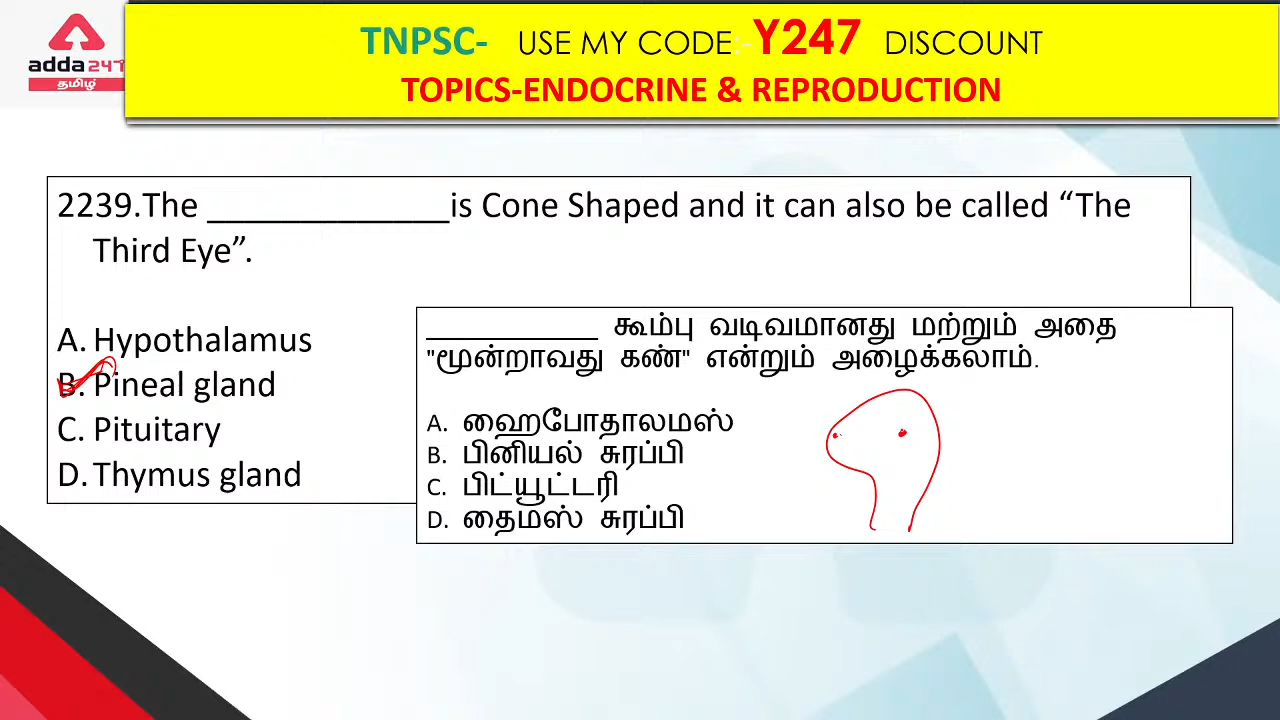 adda247
தமிழ்
TNPSC- USE MY CODE:-Y247 DISCOUNT
TOPICS-ENDOCRINE & REPRODUCTION
2239.The _____________is Cone Shaped and it can also be called “The
Third Eye”.
A. Hypothalamus
B. Pineal gland
C. Pituitary
D. Thymus gland
____________ கூம்பு வடிவமானது மற்றும் அதை
"மூன்றாவது கண்" என்றும் அழைக்கலாம்.
A. ஹைபோதாலமஸ்
B. பினியல் சுரப்பி
C. பிட்யூட்டரி
D. தைமஸ் சுரப்பி